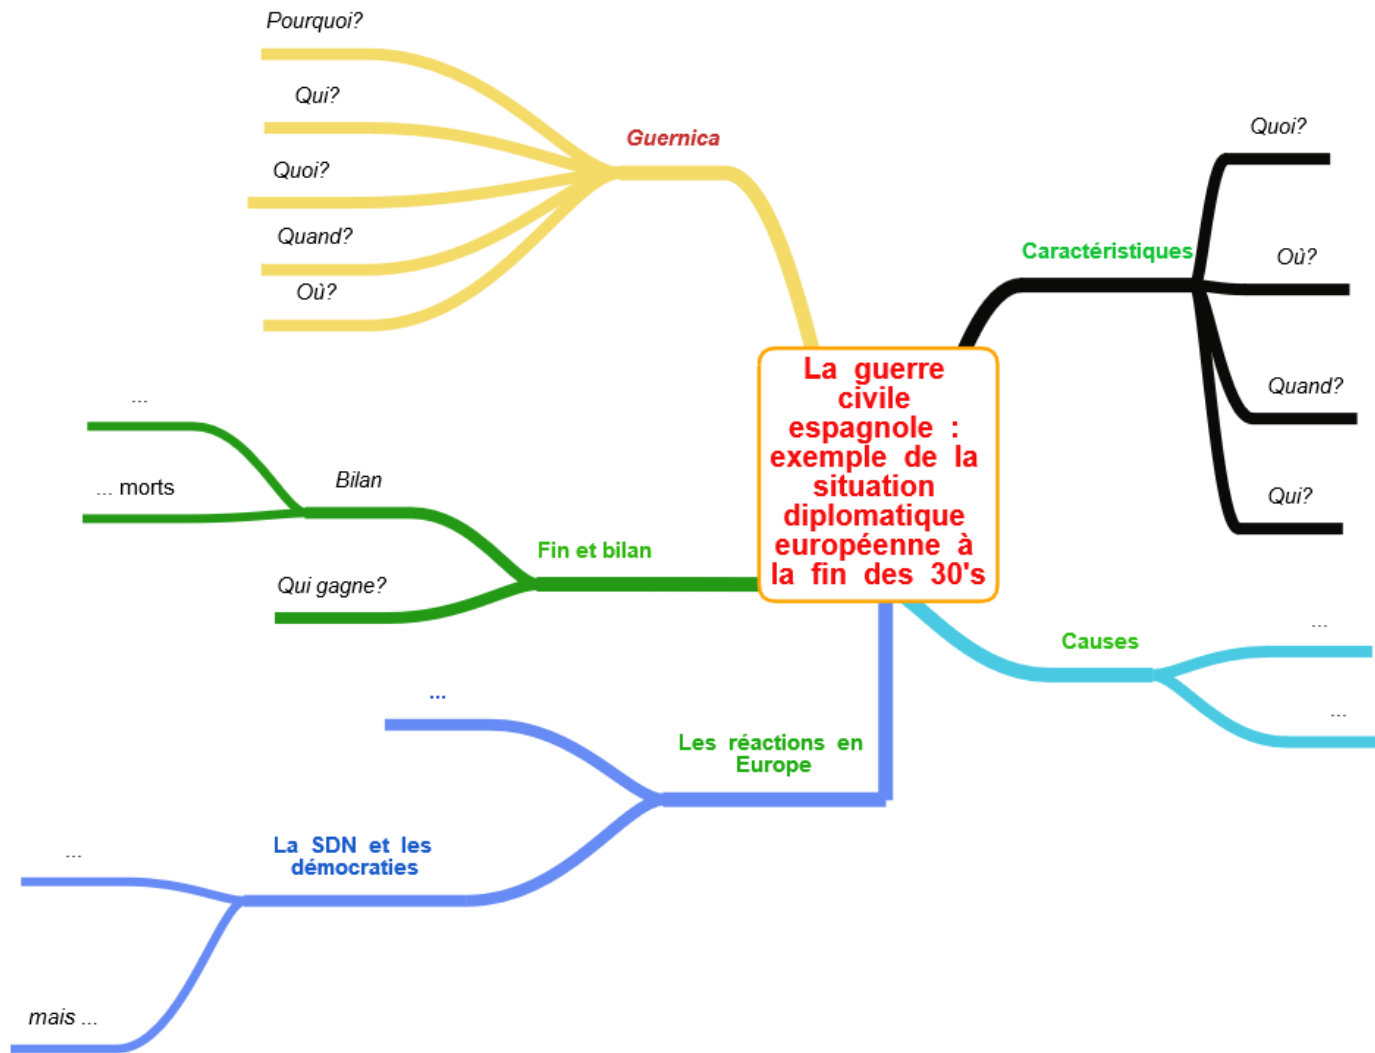 Pourquoi?
Qui?
Quoi?
Quand?
Où?
Guernica
Quoi?
Où?
Quand?
Qui?
Caractéristiques
La guerre
civile
espagnole :
exemple de la
situation
diplomatique
européenne à
la fin des 30's
...
... morts
Bilan
Qui gagne?
Fin et bilan
Causes
...
...
...
Les réactions en
Europe
La SDN et les
démocraties
...
mais ...